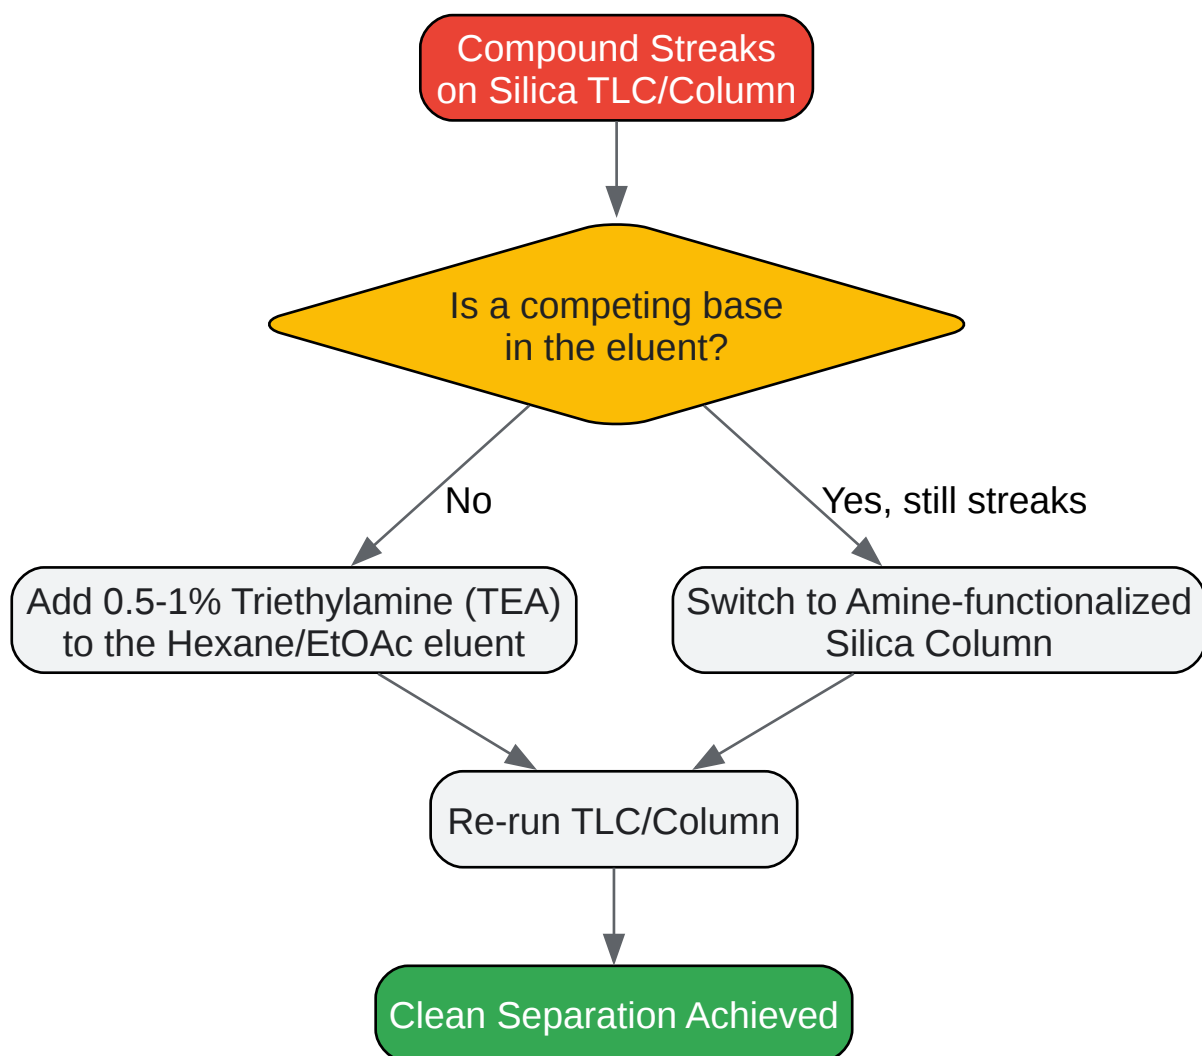 Compound Streaks
on Silica TLC/Column
Is a competing base
in the eluent?
No
Yes, still streaks
Add 0.5-1% Triethylamine (TEA)
to the Hexane/EtOAc eluent
Switch to Amine-functionalized
Silica Column
Re-run TLC/Column
Clean Separation Achieved